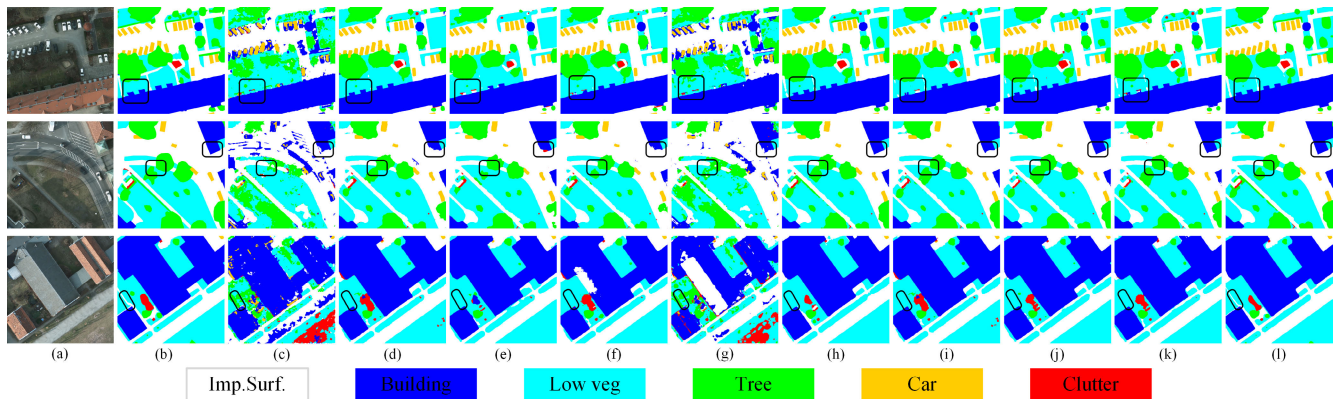 (a) (b) (c) (d) (e) (f) (g) (h) (i) (j) (k) (l)
Imp.Surf. Building Low veg Tree Car Clutter